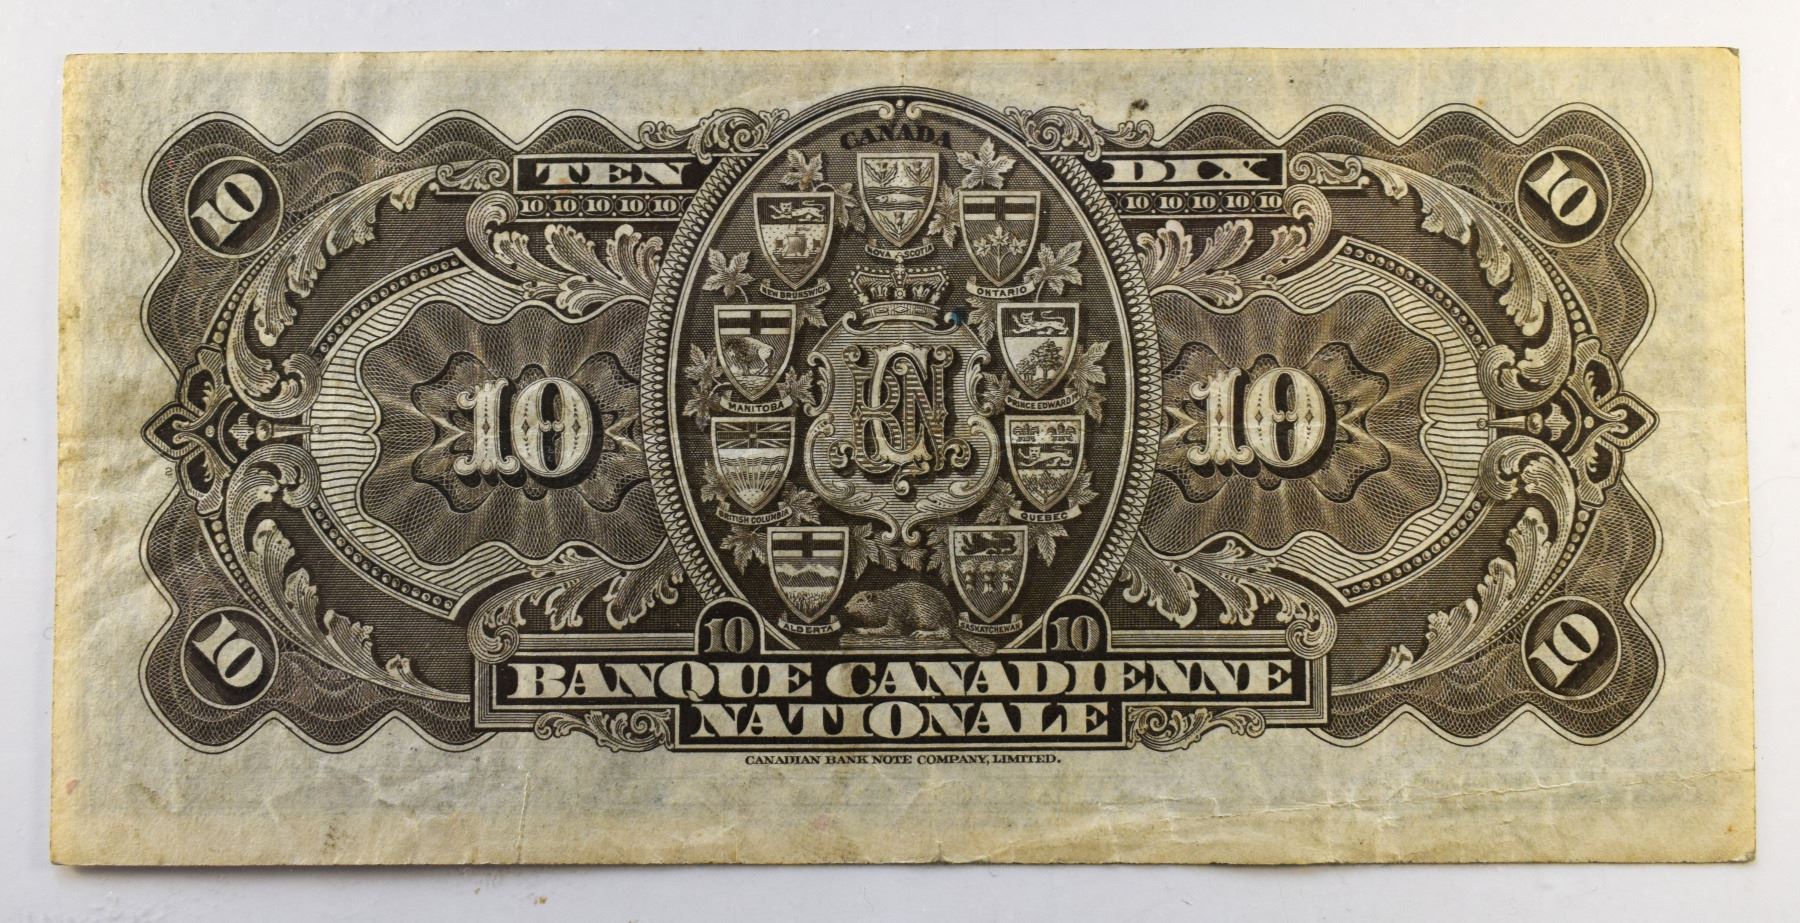 CANADA
TEN
DIX
10 10 10 10 10
10 10 10 10 10
10
10
NOVA SCOTIA
NEW BRUNSWICK
ONTARIO
MANITOBA
PRINCE EDWARD
10
BCN
10
BRITISH COLUMBIA
QUEBEC
ALBERTA
SASKATCHEWAN
10
10
10
10
BANQUE CANADIENNE
NATIONALE
CANADIAN BANK NOTE COMPANY, LIMITED.